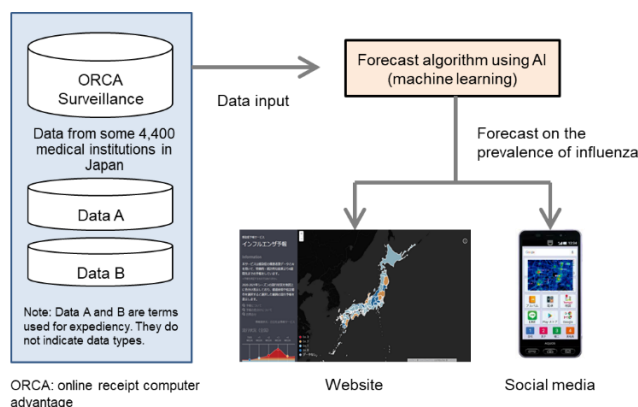 ORCA
Surveillance
Data from some 4,400
medical institutions in
Japan
Data A
Data B
Note: Data A and B are terms
used for expediency. They do
not indicate data types.
ORCA: online receipt computer
advantage
Data input
Forecast algorithm using AI
(machine learning)
Forecast on the
prevalence of influenza
インフルエンザ予報
Website
Social media